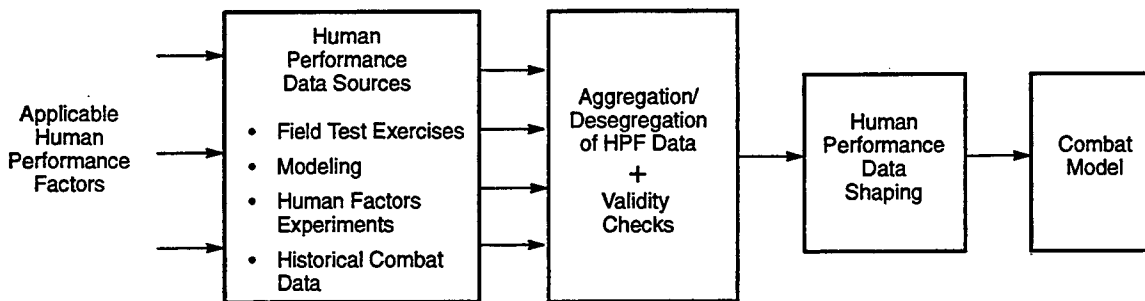 Applicable
Human
Performance
Factors
Human
Performance
Data Sources
• Field Test Exercises
• Modeling
• Human Factors
Experiments
• Historical Combat
Data
Aggregation/
Desegregation
of HPF Data
+
Validity
Checks
Human
Performance
Data
Shaping
Combat
Model